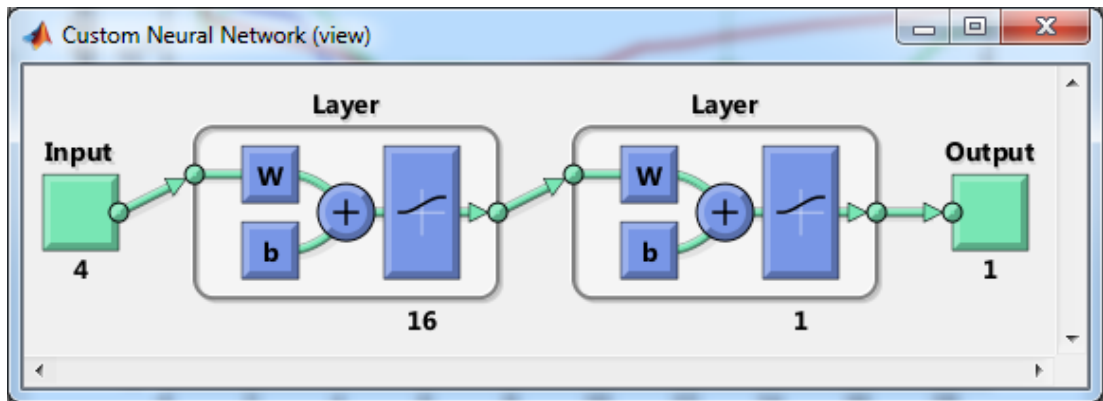 Custom Neural Network (view)
Layer
Layer
Input
Output
W
W
+
+
b
b
4
1
16
1